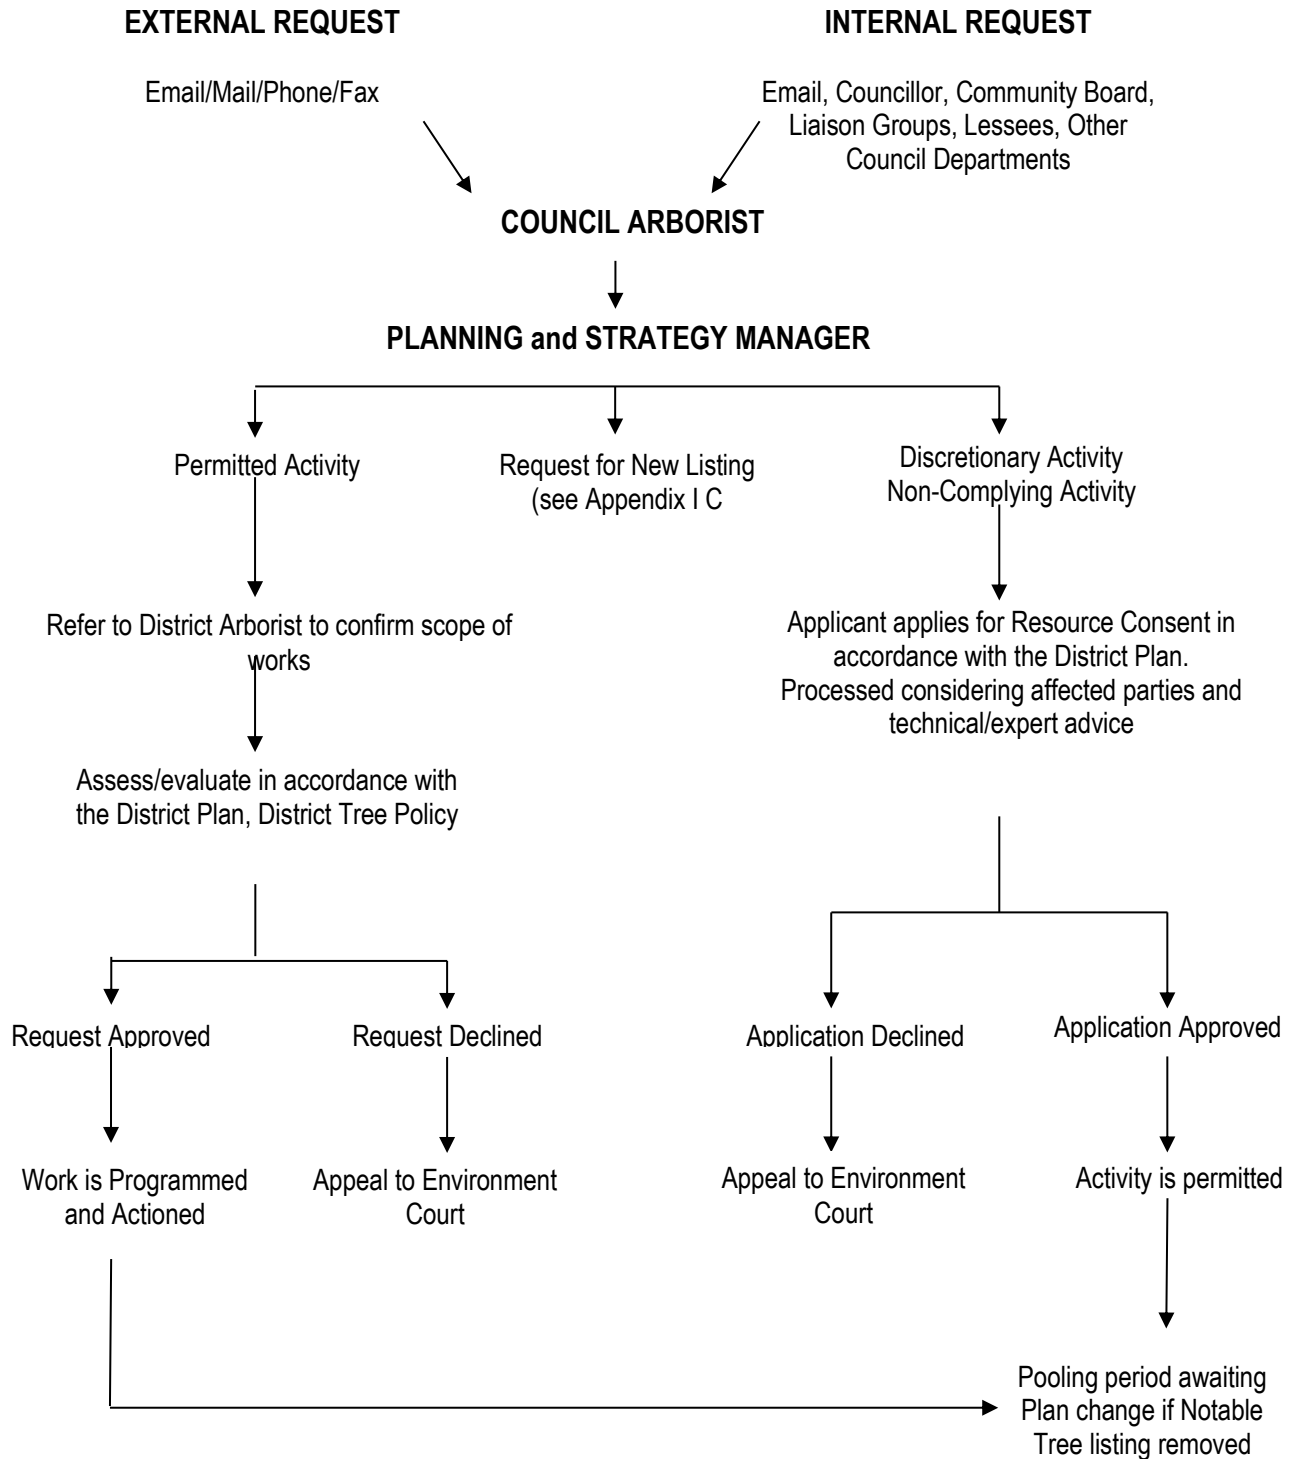 EXTERNAL REQUEST
INTERNAL REQUEST
Email/Mail/Phone/Fax
Email, Councillor, Community Board,
Liaison Groups, Lessees, Other
Council Departments
COUNCIL ARBORIST
PLANNING and STRATEGY MANAGER
Permitted Activity
Request for New Listing
(see Appendix I C
Discretionary Activity
Non-Complying Activity
Refer to District Arborist to confirm scope of
works
Applicant applies for Resource Consent in
accordance with the District Plan.
Processed considering affected parties and
technical/expert advice
Assess/evaluate in accordance with
the District Plan, District Tree Policy
Request Approved
Request Declined
Application Declined
Application Approved
Work is Programmed
and Actioned
Appeal to Environment
Court
Appeal to Environment
Court
Activity is permitted
Pooling period awaiting
Plan change if Notable
Tree listing removed